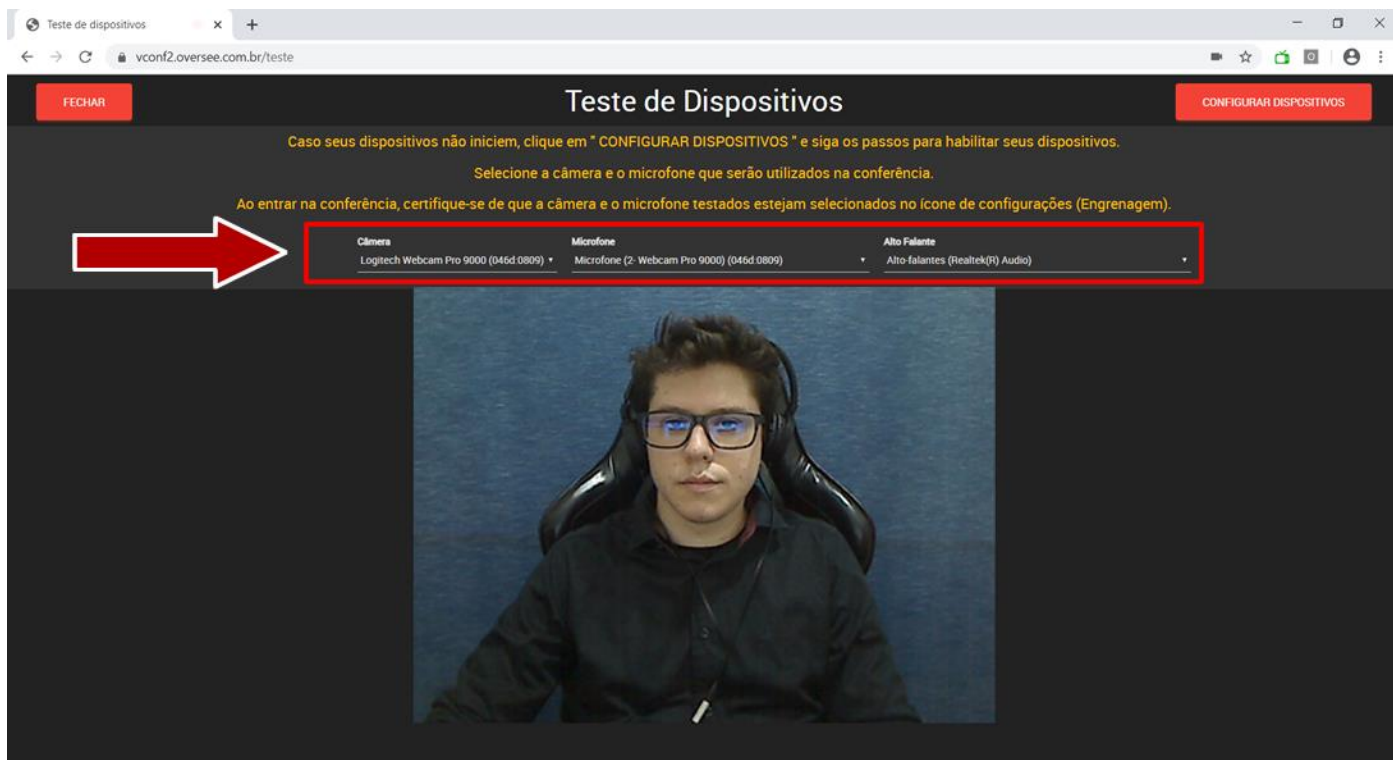 Teste de dispositivos
vconf2.oversee.com.br/teste
FECHAR
Teste de Dispositivos
CONFIGURAR DISPOSITIVOS
Caso seus dispositivos não iniciem, clique em " CONFIGURAR DISPOSITIVOS " e siga os passos para habilitar seus dispositivos.
Selecione a câmera e o microfone que serão utilizados na conferência.
Ao entrar na conferência, certifique-se de que a câmera e o microfone testados estejam selecionados no ícone de configurações (Engrenagem).
Câmera
Logitech Webcam Pro 9000 (046d:0809)
Microfone
Microfone (2- Webcam Pro 9000) (046d:0809)
Alto Falante
Alto-falantes (Realtek(R) Audio)